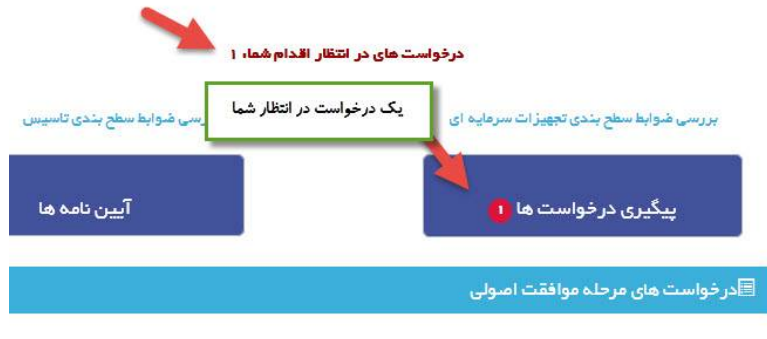 درخواست های در انتظار اقدام شما: ۱
بررسی ضوابط سطح بندی تجهیزات سرمایه ای
یک درخواست در انتظار شما
رسی ضوابط سطح بندی تاسیس
پیگیری درخواست ها ۱
آیین نامه ها
درخواست های مرحله موافقت اصولی